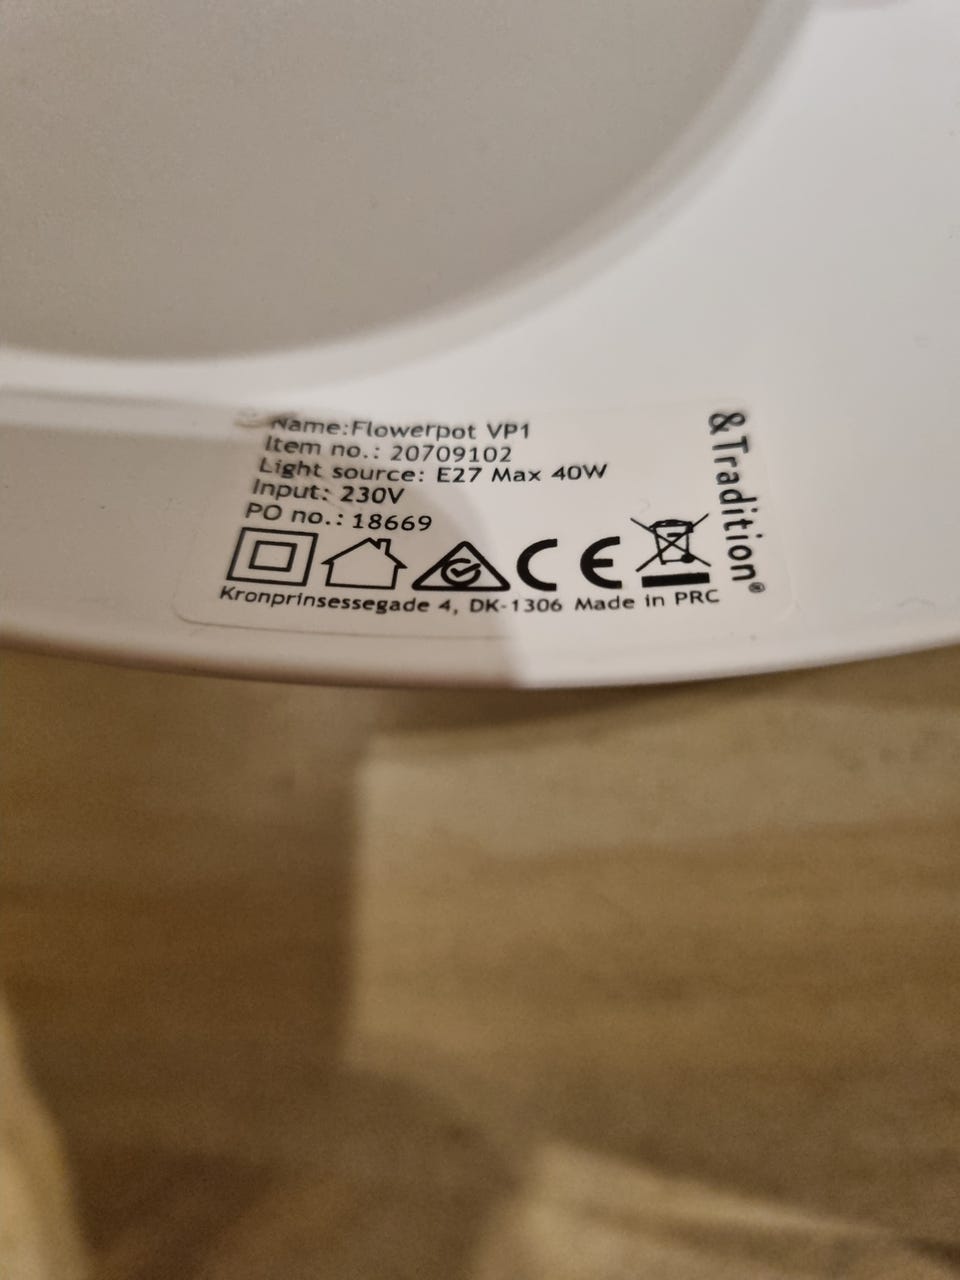 Name:Flowerpot VP1
Item no.: 20709102
Light source: E27 Max 40W
Input: 230V
PO no.: 18669
CE
Kronprinsessegade 4, DK-1306 Made in PRC
&Tradition®